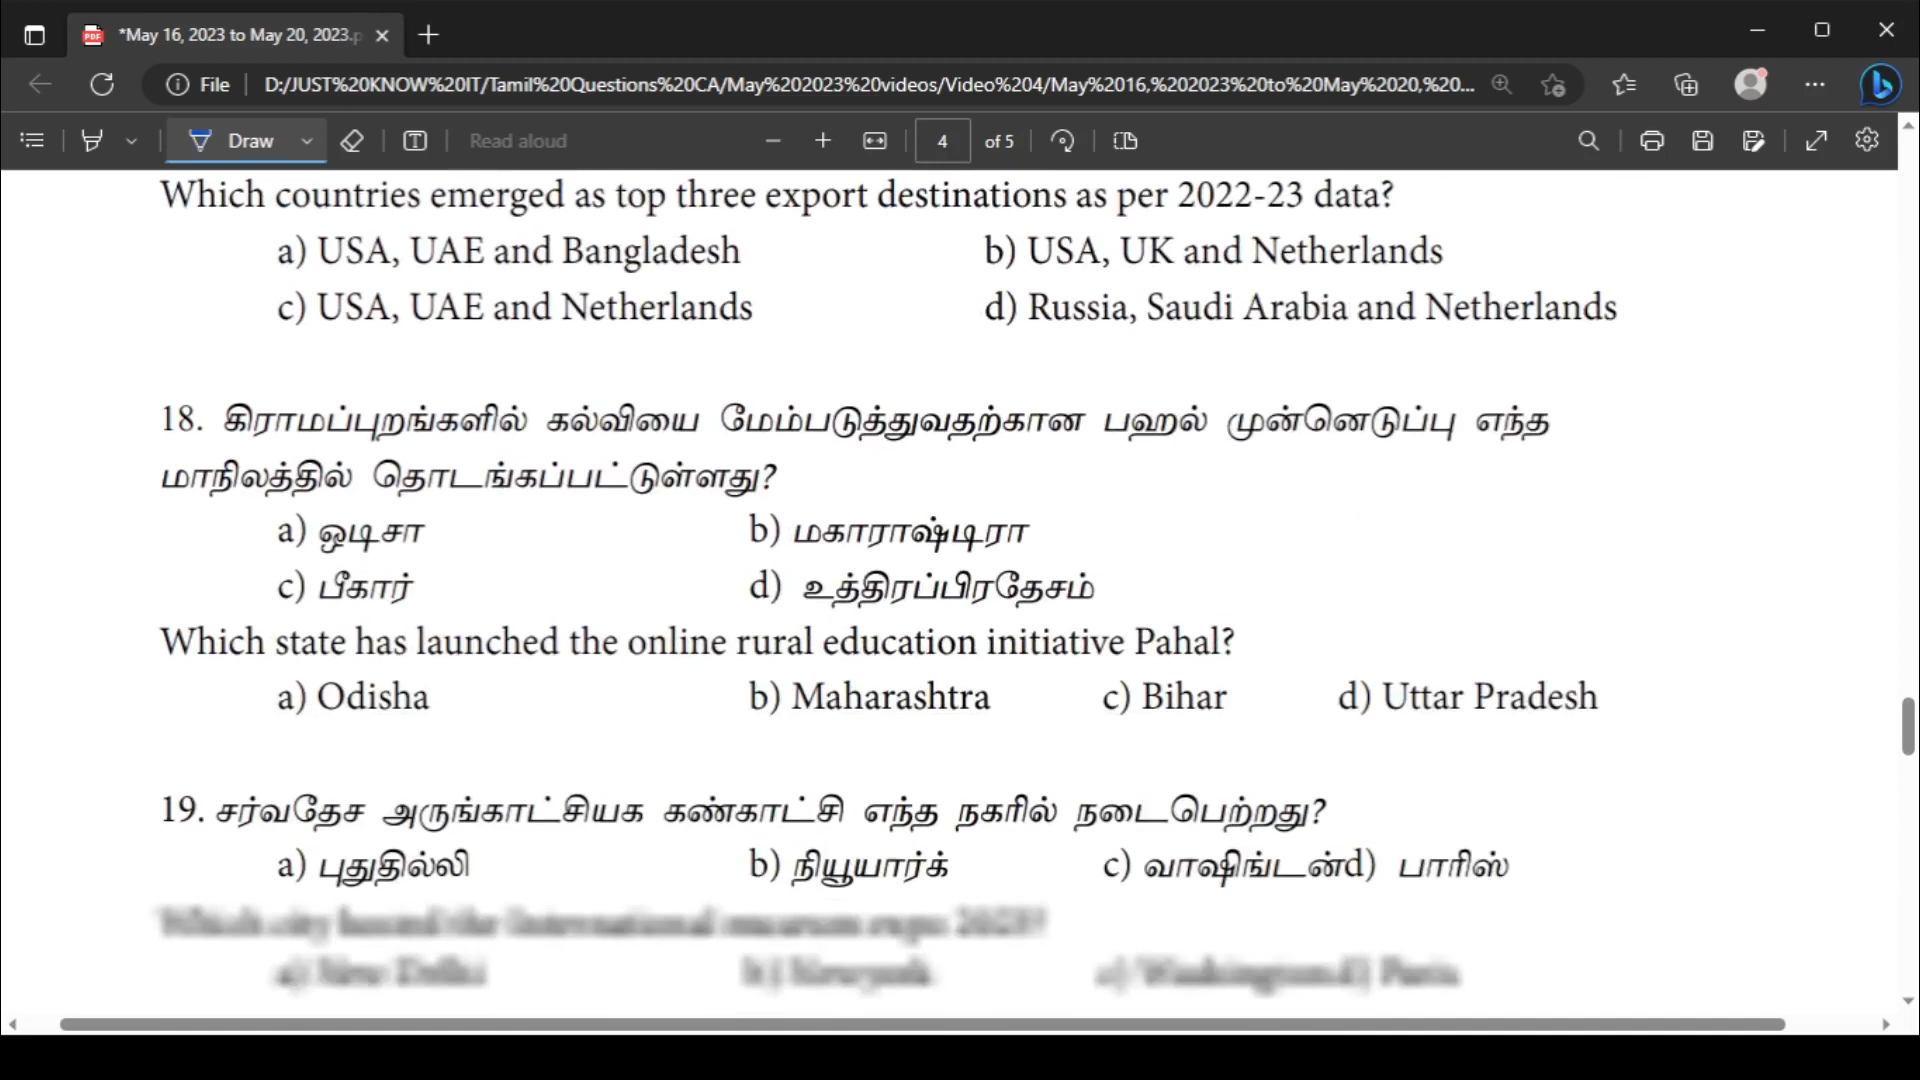 *May 16, 2023 to May 20, 2023.p
File
D:/JUST%20KNOW%20IT/Tamil%20Questions%20CA/May%202023%20videos/Video%204/May%2016,%202023%20to%20May%2020,%20...
Draw
Read aloud
4 of 5
Which countries emerged as top three export destinations as per 2022-23 data?
a) USA, UAE and Bangladesh b) USA, UK and Netherlands
c) USA, UAE and Netherlands d) Russia, Saudi Arabia and Netherlands
18. கிராமப்புறங்களில் கல்வியை மேம்படுத்துவதற்கான பஹல் முன்னெடுப்பு எந்த
மாநிலத்தில் தொடங்கப்பட்டுள்ளது?
a) ஒடிசா b) மகாராஷ்டிரா
c) பீகார் d) உத்திரப்பிரதேசம்
Which state has launched the online rural education initiative Pahal?
a) Odisha b) Maharashtra c) Bihar d) Uttar Pradesh
19. சர்வதேச அருங்காட்சியக கண்காட்சி எந்த நகரில் நடைபெற்றது?
a) புதுதில்லி b) நியூயார்க் c) வாஷிங்டன்d) பாரிஸ்